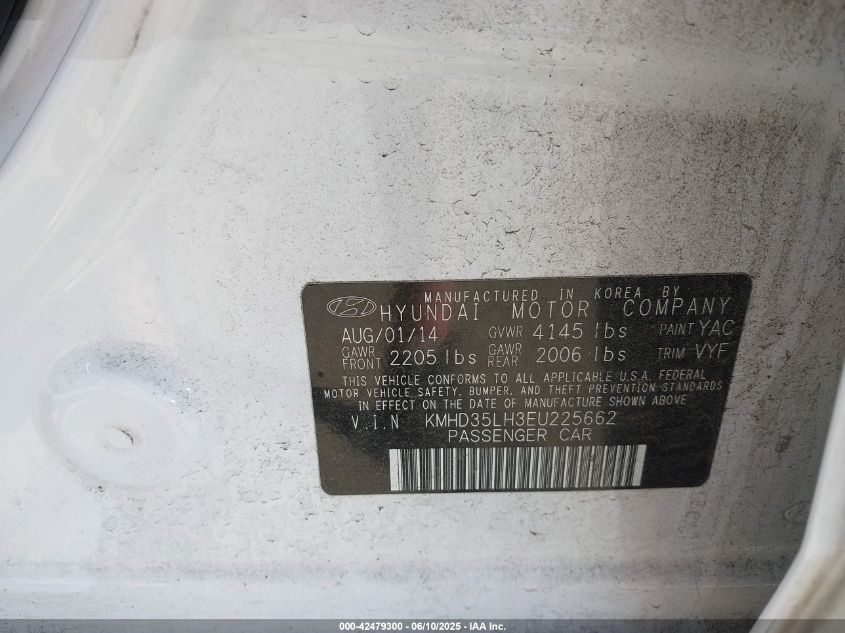 MANUFACTURED IN KOREA BY
HYUNDAI MOTOR COMPANY
AUG/01/14 GVWR 4145 lbs PAINT YAC
GAWR FRONT 2205 lbs GAWR REAR 2006 lbs TRIM VYF
THIS VEHICLE CONFORMS TO ALL APPLICABLE U.S.A. FEDERAL
MOTOR VEHICLE SAFETY, BUMPER, AND THEFT PREVENTION STANDARDS
IN EFFECT ON THE DATE OF MANUFACTURE SHOWN ABOVE
V.I.N KMHD35LH3EU225662
PASSENGER CAR
000-42479300 - 06/10/2025 - IAA Inc.